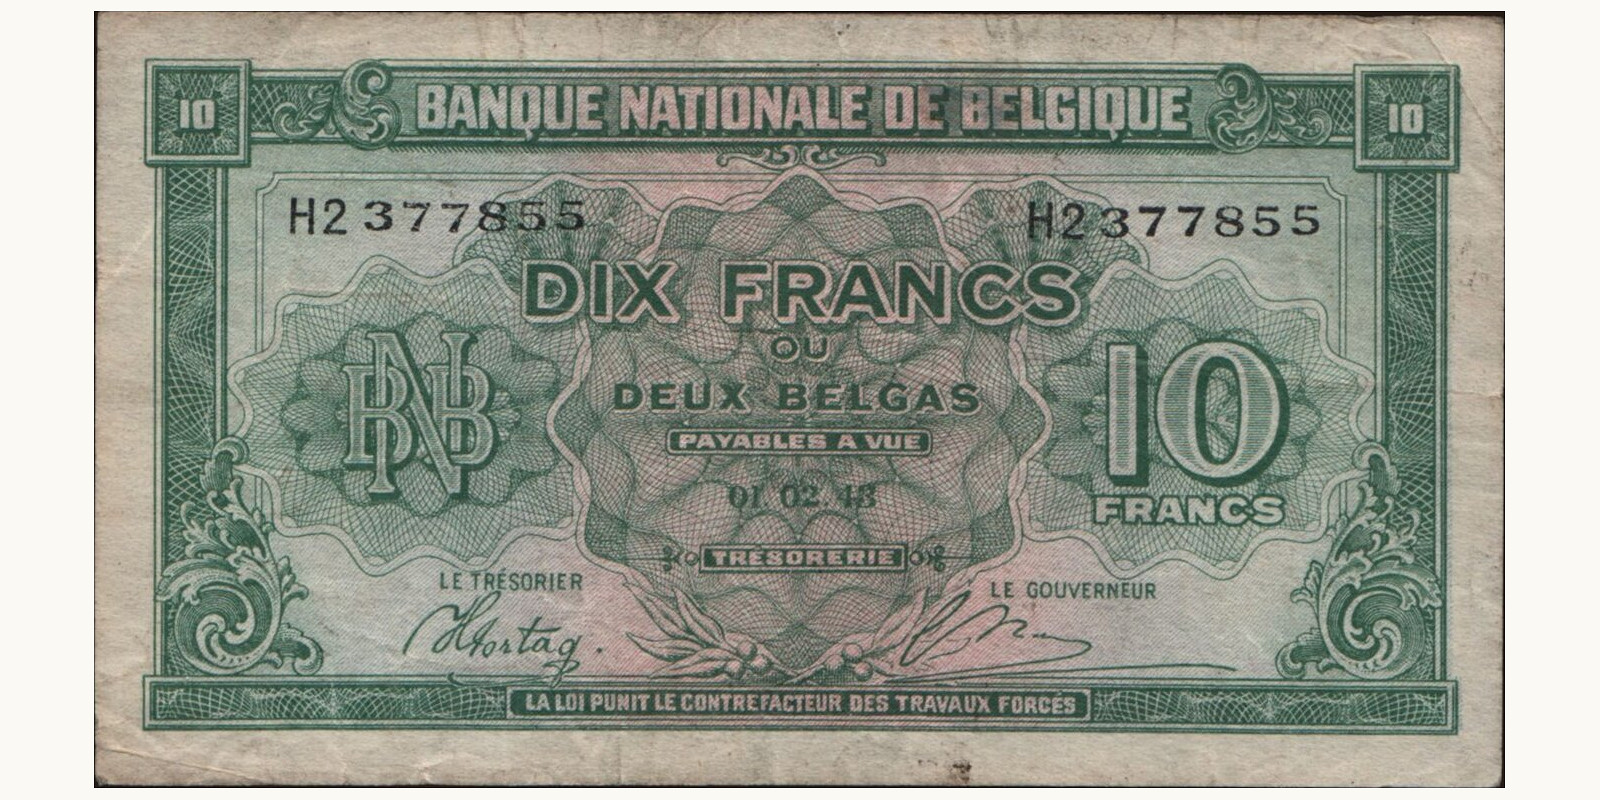 10 BANQUE NATIONALE DE BELGIQUE 10
H2 377855 H2 377855
DIX FRANCS
OU
DEUX BELGAS
PAYABLES A VUE
BNB 10
FRANCS
01.02.43
TRÉSORERIE
LE TRÉSORIER LE GOUVERNEUR
LA LOI PUNIT LE CONTREFACTEUR DES TRAVAUX FORCÉS